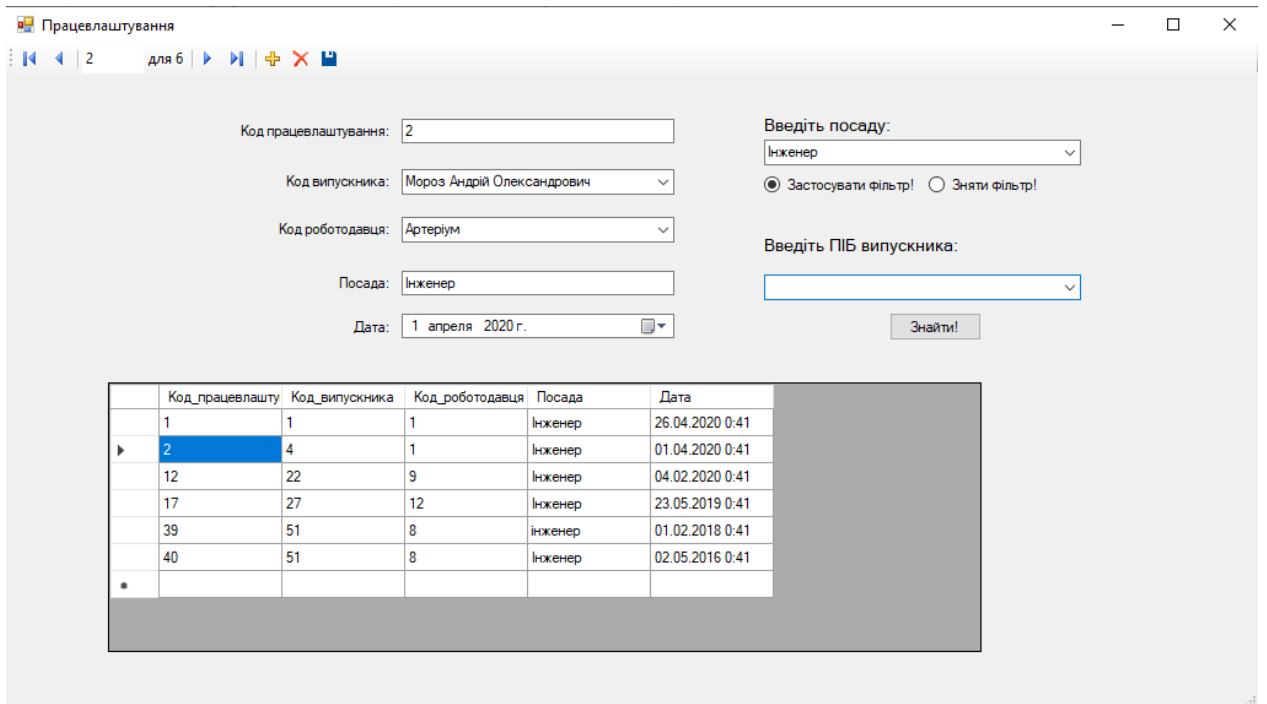 Працевлаштування
2 для 6
Код працевлаштування: 2
Код випускника: Мороз Андрій Олександрович
Код роботодавця: Артеріум
Посада: Інженер
Дата: 1 апреля 2020 г.
Введіть посаду:
Інженер
Застосувати фільтр! Зняти фільтр!
Введіть ПІБ випускника:
Знайти!
Код_працевлашту Код_випускника Код_роботодавця Посада Дата
1 1 1 Інженер 26.04.2020 0:41
2 4 1 Інженер 01.04.2020 0:41
12 22 9 Інженер 04.02.2020 0:41
17 27 12 Інженер 23.05.2019 0:41
39 51 8 інженер 01.02.2018 0:41
40 51 8 Інженер 02.05.2016 0:41